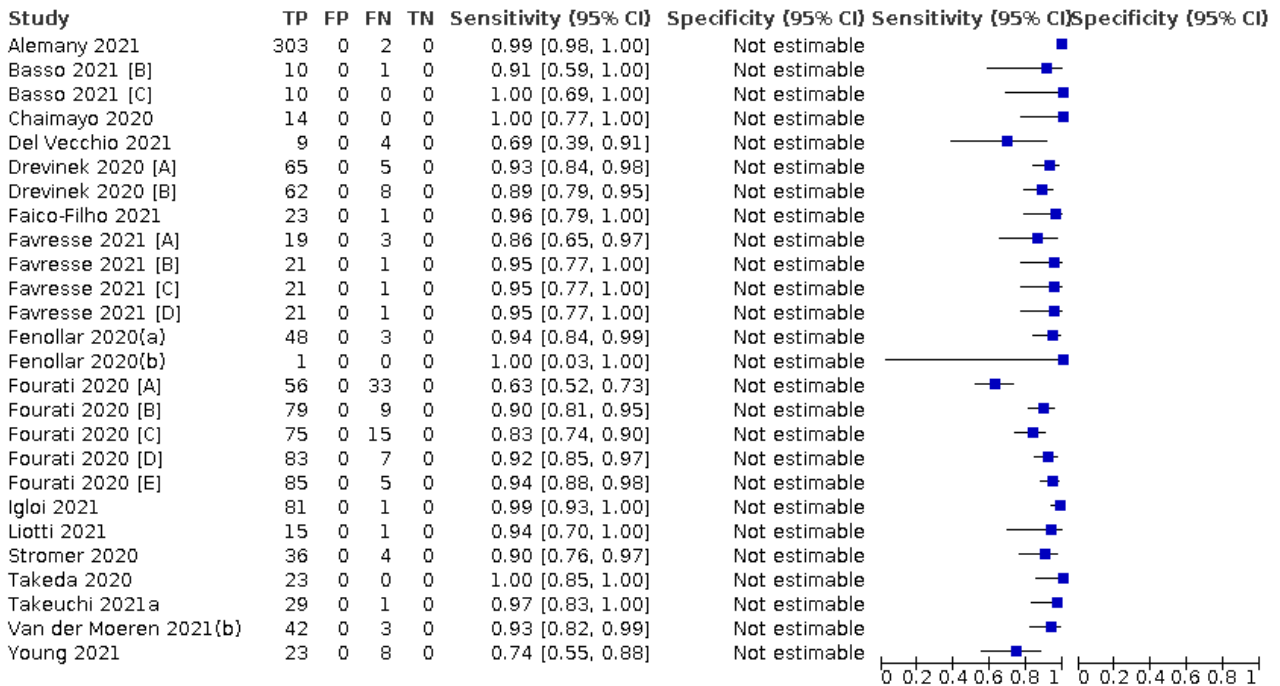 Study TP FP FN TN Sensitivity (95% CI) Specificity (95% CI) Sensitivity (95% CI) Specificity (95% CI)
Alemany 2021 303 0 2 0 0.99 [0.98, 1.00] Not estimable
Basso 2021 [B] 10 0 1 0 0.91 [0.59, 1.00] Not estimable
Basso 2021 [C] 10 0 0 0 1.00 [0.69, 1.00] Not estimable
Chaimayo 2020 14 0 0 0 1.00 [0.77, 1.00] Not estimable
Del Vecchio 2021 9 0 4 0 0.69 [0.39, 0.91] Not estimable
Drevinek 2020 [A] 65 0 5 0 0.93 [0.84, 0.98] Not estimable
Drevinek 2020 [B] 62 0 8 0 0.89 [0.79, 0.95] Not estimable
Faico-Filho 2021 23 0 1 0 0.96 [0.79, 1.00] Not estimable
Favresse 2021 [A] 19 0 3 0 0.86 [0.65, 0.97] Not estimable
Favresse 2021 [B] 21 0 1 0 0.95 [0.77, 1.00] Not estimable
Favresse 2021 [C] 21 0 1 0 0.95 [0.77, 1.00] Not estimable
Favresse 2021 [D] 21 0 1 0 0.95 [0.77, 1.00] Not estimable
Fenollar 2020(a) 48 0 3 0 0.94 [0.84, 0.99] Not estimable
Fenollar 2020(b) 1 0 0 0 1.00 [0.03, 1.00] Not estimable
Fourati 2020 [A] 56 0 33 0 0.63 [0.52, 0.73] Not estimable
Fourati 2020 [B] 79 0 9 0 0.90 [0.81, 0.95] Not estimable
Fourati 2020 [C] 75 0 15 0 0.83 [0.74, 0.90] Not estimable
Fourati 2020 [D] 83 0 7 0 0.92 [0.85, 0.97] Not estimable
Fourati 2020 [E] 85 0 5 0 0.94 [0.88, 0.98] Not estimable
Igloi 2021 81 0 1 0 0.99 [0.93, 1.00] Not estimable
Liotti 2021 15 0 1 0 0.94 [0.70, 1.00] Not estimable
Stromer 2020 36 0 4 0 0.90 [0.76, 0.97] Not estimable
Takeda 2020 23 0 0 0 1.00 [0.85, 1.00] Not estimable
Takeuchi 2021a 29 0 1 0 0.97 [0.83, 1.00] Not estimable
Van der Moeren 2021(b) 42 0 3 0 0.93 [0.82, 0.99] Not estimable
Young 2021 23 0 8 0 0.74 [0.55, 0.88] Not estimable
0 0.2 0.4 0.6 0.8 1 0 0.2 0.4 0.6 0.8 1